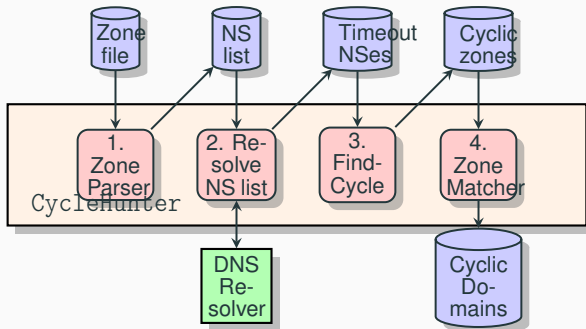 Zone
file
NS
list
Timeout
NSes
Cyclic
zones
1.
Zone
Parser
2. Re-
solve
NS list
3.
Find-
Cycle
4.
Zone
Matcher
CycleHunter
DNS
Re-
solver
Cyclic
Do-
mains